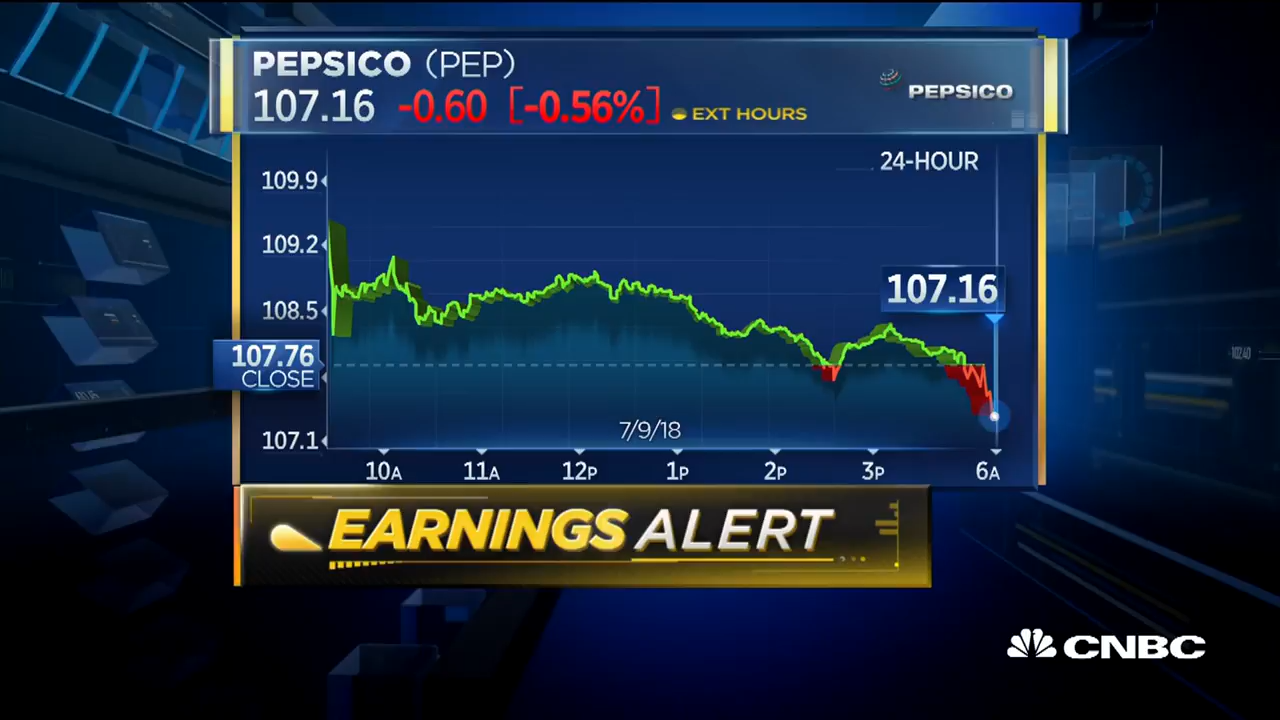 PEPSICO (PEP)
107.16 -0.60 [-0.56%] EXT HOURS
PEPSICO
24-HOUR
109.9
109.2
108.5
107.76
CLOSE
107.1
107.16
7/9/18
10A 11A 12P 1P 2P 3P 6A
EARNINGS ALERT
CNBC